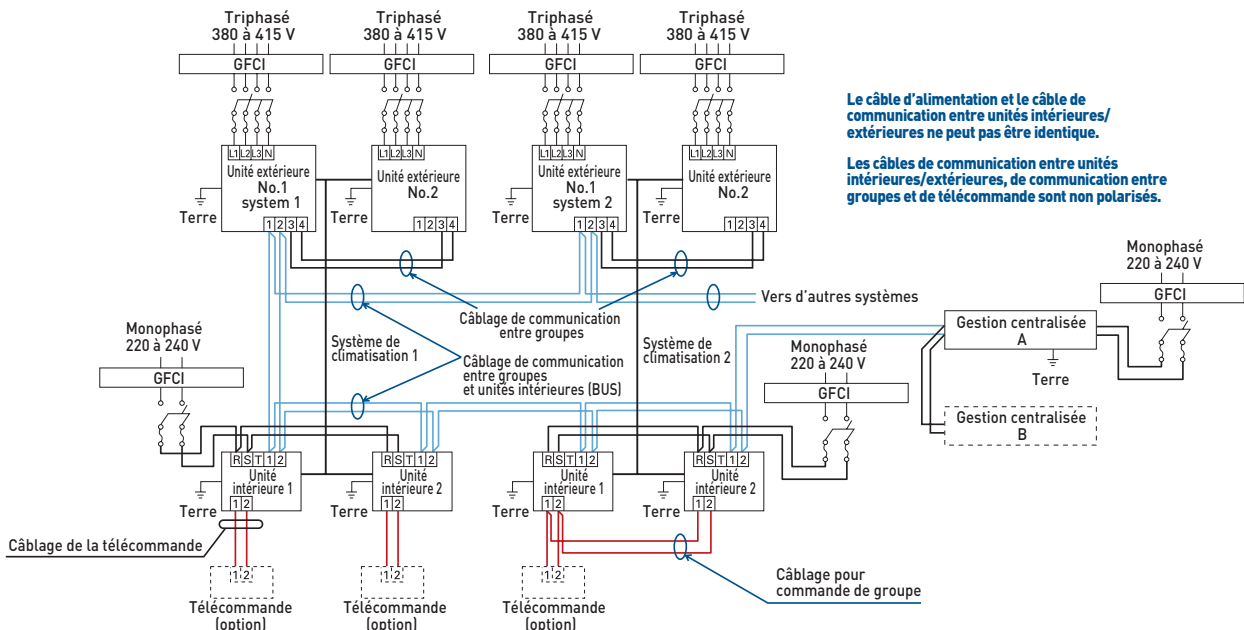 Triphasé
380 à 415 V
Triphasé
380 à 415 V
Triphasé
380 à 415 V
Triphasé
380 à 415 V
GFCI
GFCI
GFCI
GFCI
Le câble d'alimentation et le câble de
communication entre unités intérieures/
extérieures ne peut pas être identique.
Les câbles de communication entre unités
intérieures/extérieures, de communication entre
groupes et de télécommande sont non polarisés.
L1 L2 L3 N
Unité extérieure
No.1
system 1
1 2 3 4
Terre
L1 L2 L3 N
Unité extérieure
No.2
1 2 3 4
Terre
L1 L2 L3 N
Unité extérieure
No.1
system 2
1 2 3 4
Terre
L1 L2 L3 N
Unité extérieure
No.2
1 2 3 4
Terre
Vers d'autres systèmes
Câblage de communication
entre groupes
Système de
climatisation 1
Câblage de communication
entre groupes
et unités intérieures (BUS)
Système de
climatisation 2
Monophasé
220 à 240 V
GFCI
Monophasé
220 à 240 V
GFCI
Monophasé
220 à 240 V
GFCI
Gestion centralisée
A
Terre
Gestion centralisée
B
R S T 1 2
Unité
intérieure 1
1 2
Terre
R S T 1 2
Unité
intérieure 2
1 2
Terre
R S T 1 2
Unité
intérieure 1
1 2
Terre
R S T 1 2
Unité
intérieure 2
1 2
Terre
Câblage de la télécommande
1 2
Télécommande
(option)
1 2
Télécommande
(option)
1 2
Télécommande
(option)
Câblage pour
commande de groupe